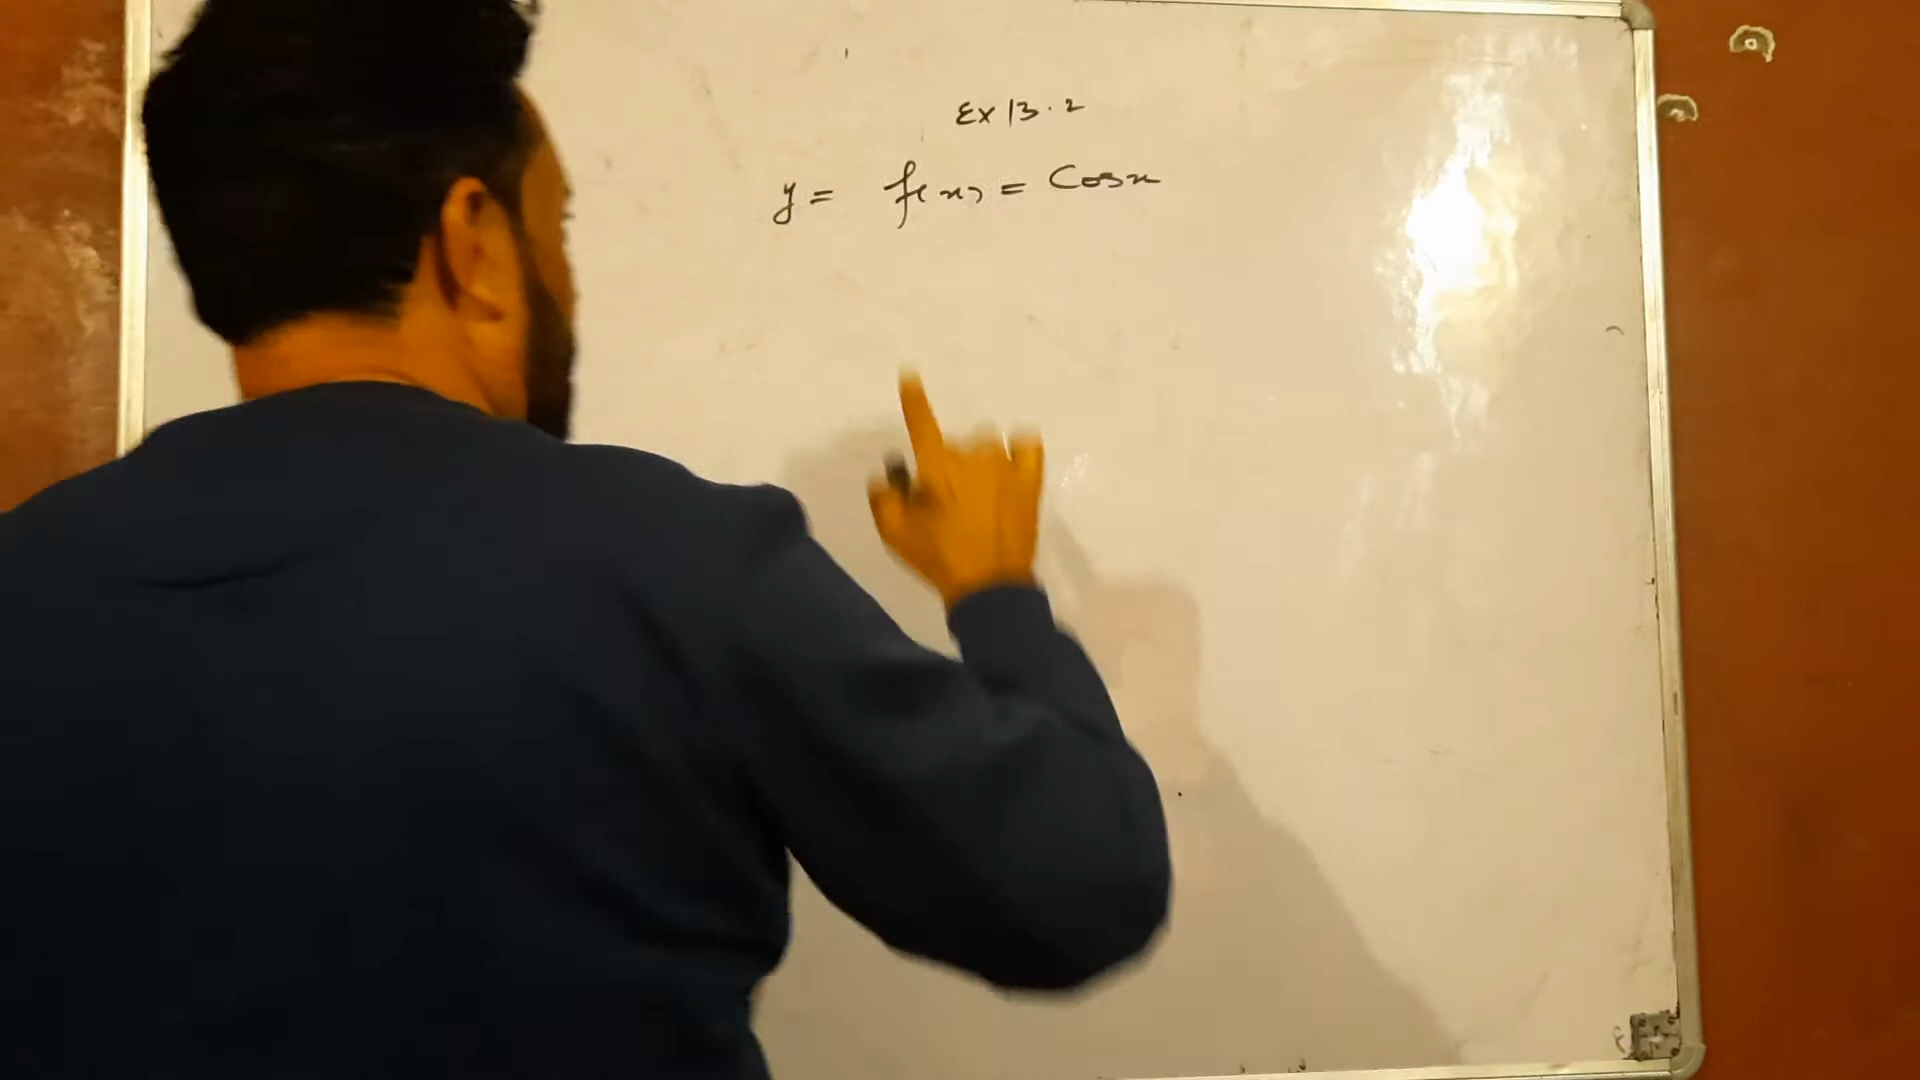 Ex 13.2
y = f(x) = Cosx